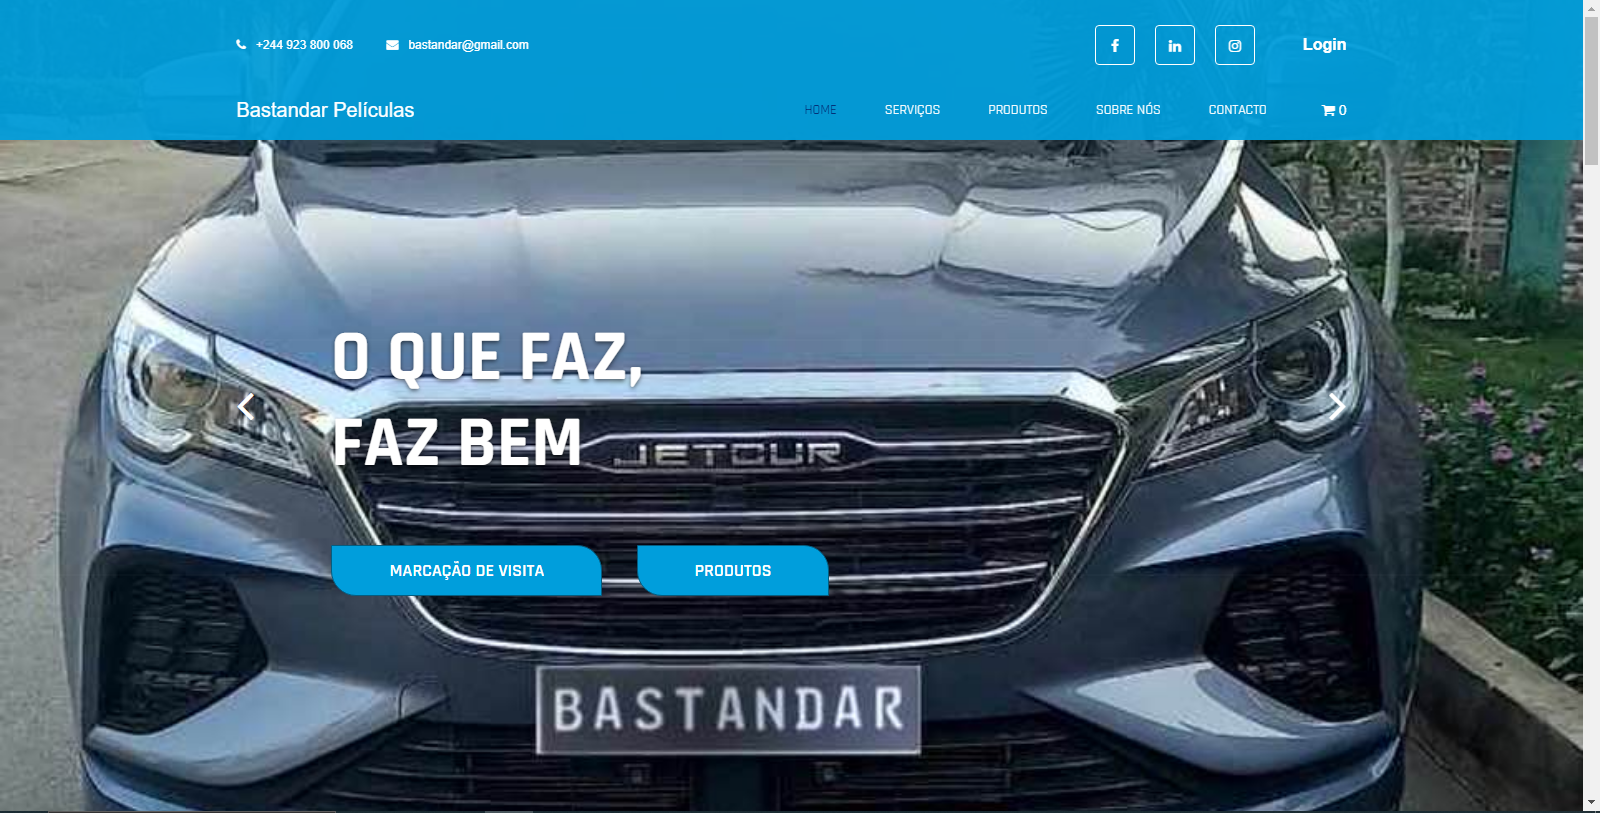 +244 923 800 068 bastandar@gmail.com Login
Bastandar Películas HOME SERVIÇOS PRODUTOS SOBRE NÓS CONTACTO 0
O QUE FAZ,
FAZ BEM
JETOUR
MARCAÇÃO DE VISITA PRODUTOS
BASTANDAR